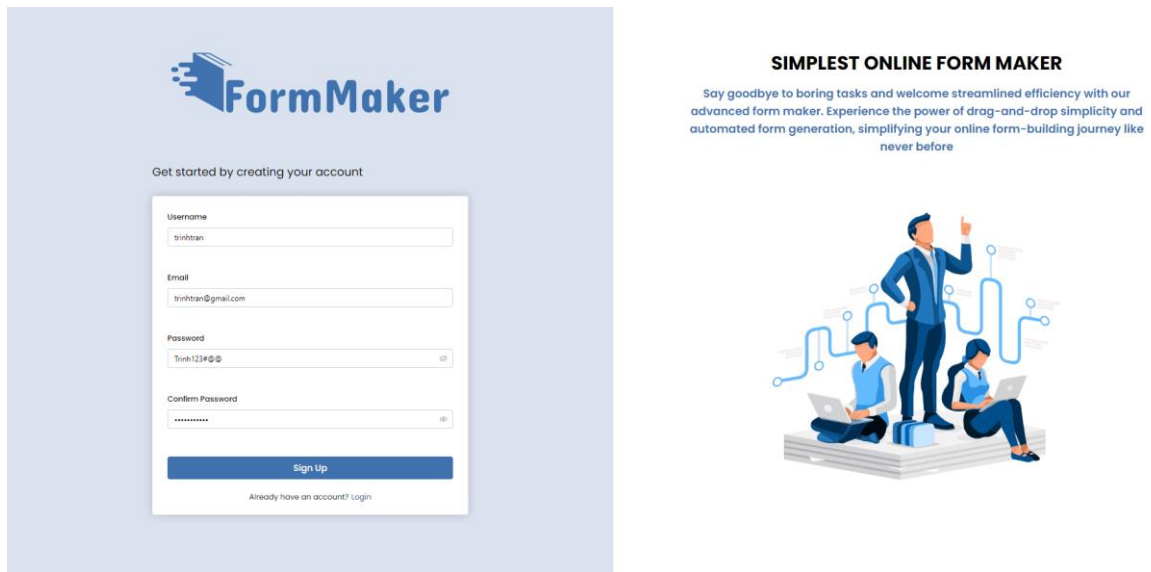 FormMaker
Get started by creating your account
Username
trinhtran
Email
trinhtran@gmail.com
Password
Trinh123#@@
Confirm Password
•••••••••••
Sign Up
Already have an account? Login
SIMPLEST ONLINE FORM MAKER
Say goodbye to boring tasks and welcome streamlined efficiency with our
advanced form maker. Experience the power of drag-and-drop simplicity and
automated form generation, simplifying your online form-building journey like
never before